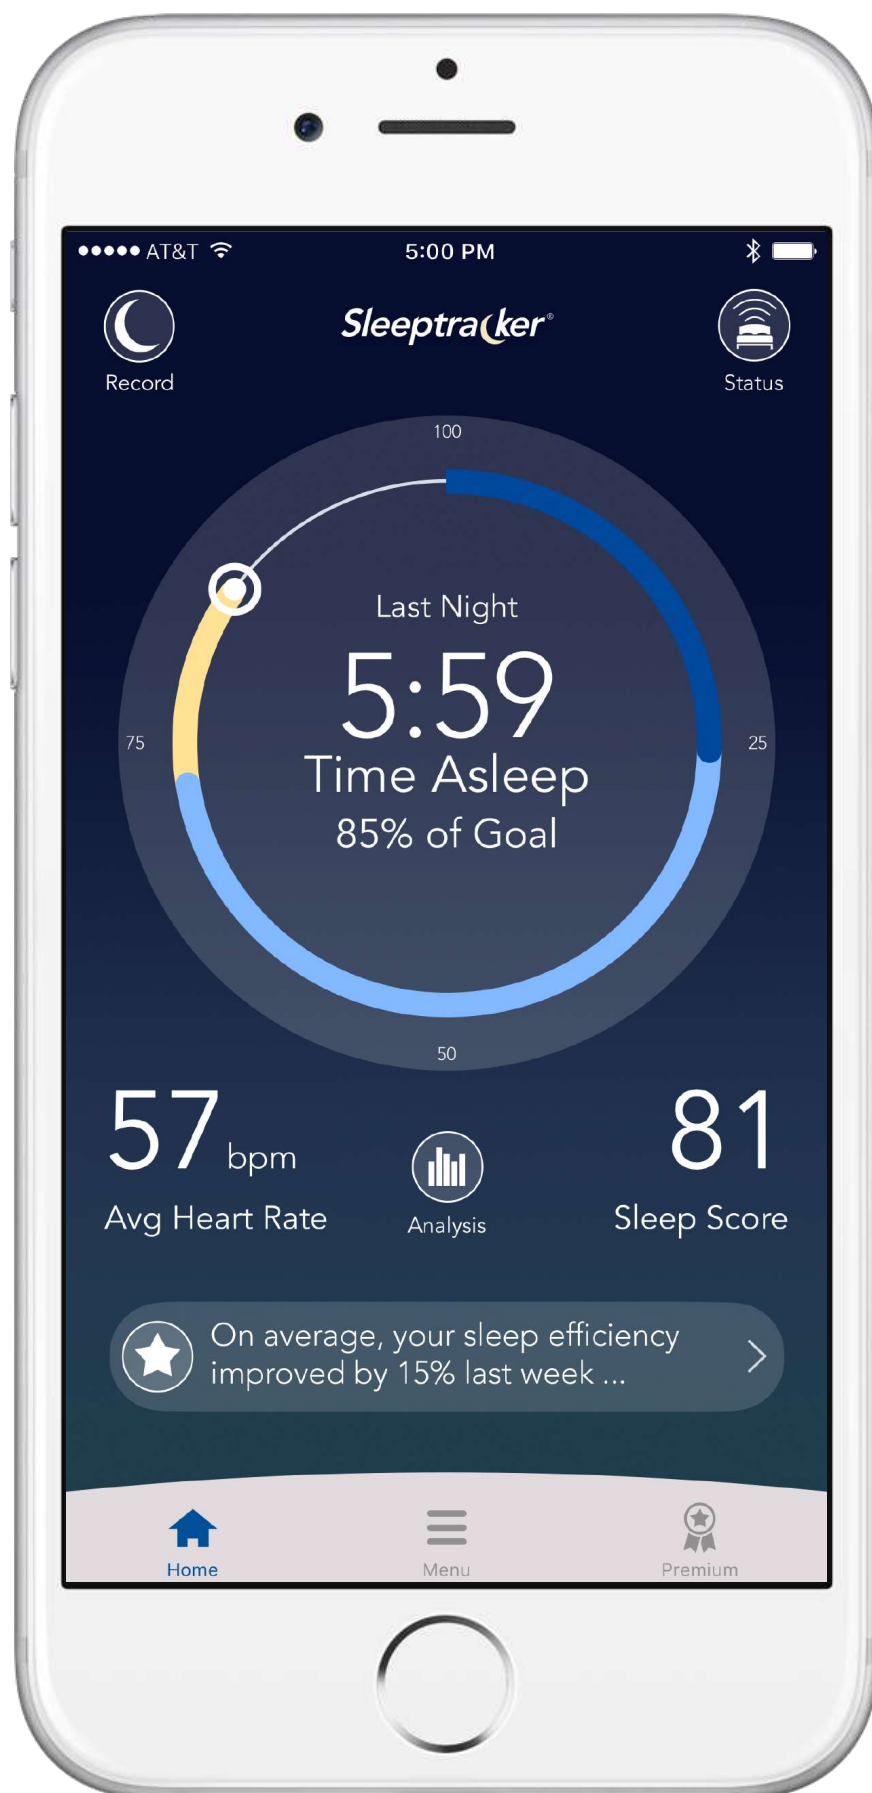 AT&T 5:00 PM
Sleeptracker®
Record
Status
100
Last Night
5:59
75
25
Time Asleep
85% of Goal
50
57 bpm
81
Avg Heart Rate
Analysis
Sleep Score
On average, your sleep efficiency
improved by 15% last week ...
Home
Menu
Premium